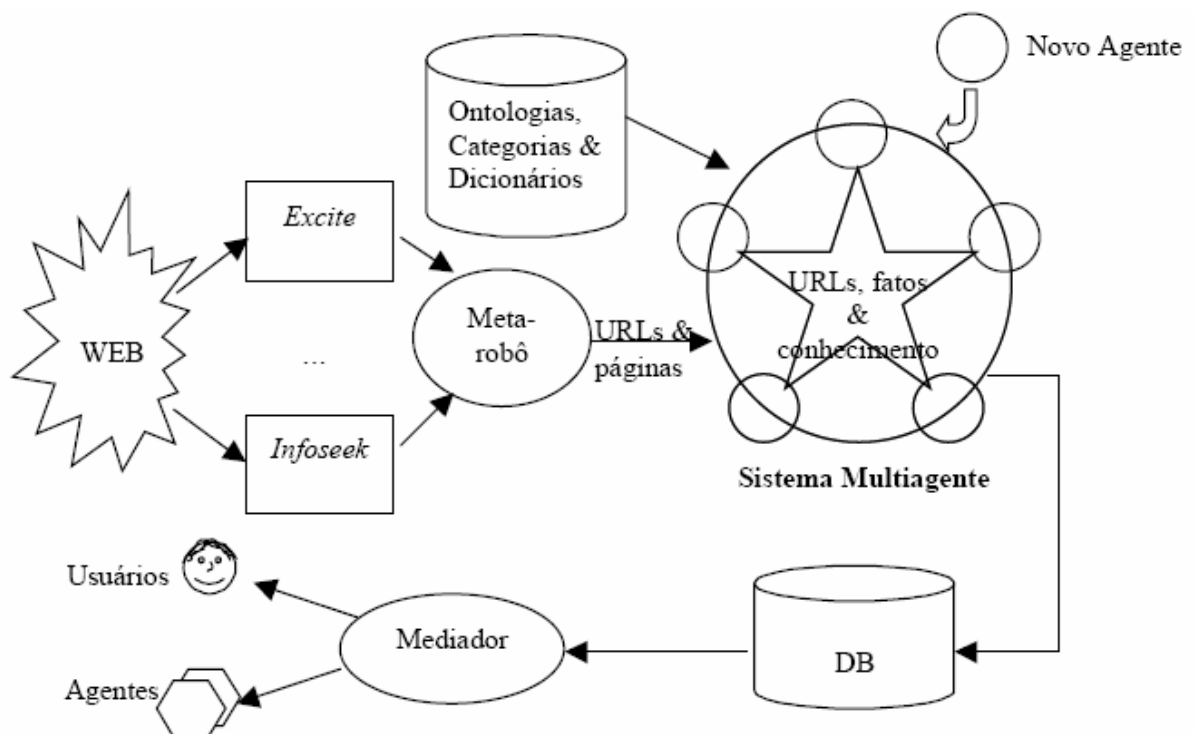 Novo Agente
Ontologias,
Categorias &
Dicionários
Excite
WEB
...
Infoseek
Meta-
robô
URLs &
páginas
URLs, fatos
&
conhecimento
Sistema Multiagente
Usuários
Agentes
Mediador
DB